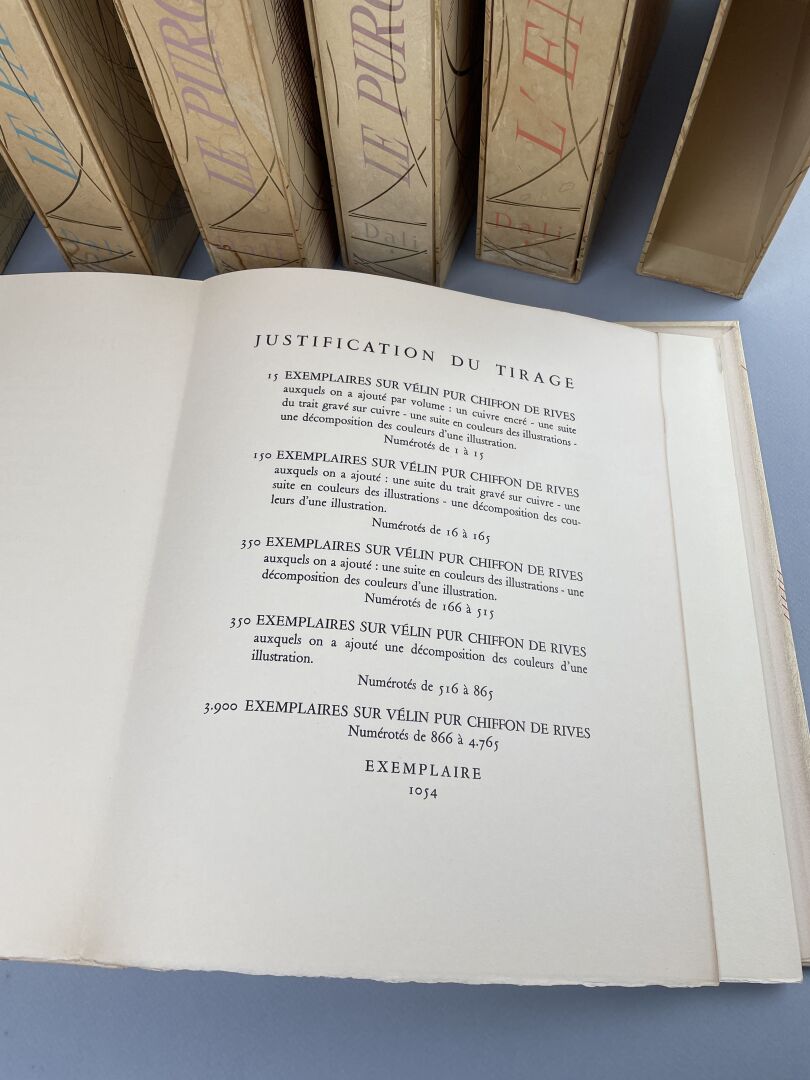 LE PURG
LE PURG
Dali
Dali
Dali
JUSTIFICATION DU TIRAGE
15 EXEMPLAIRES SUR VÉLIN PUR CHIFFON DE RIVES
auxquels on a ajouté par volume : un cuivre encré - une suite
du trait gravé sur cuivre - une suite en couleurs des illustrations -
une décomposition des couleurs d'une illustration.
Numérotés de 1 à 15
150 EXEMPLAIRES SUR VÉLIN PUR CHIFFON DE RIVES
auxquels on a ajouté : une suite du trait gravé sur cuivre - une
suite en couleurs des illustrations - une décomposition des cou-
leurs d'une illustration.
Numérotés de 16 à 165
350 EXEMPLAIRES SUR VÉLIN PUR CHIFFON DE RIVES
auxquels on a ajouté : une suite en couleurs des illustrations - une
décomposition des couleurs d'une illustration.
Numérotés de 166 à 515
350 EXEMPLAIRES SUR VÉLIN PUR CHIFFON DE RIVES
auxquels on a ajouté une décomposition des couleurs d'une
illustration.
Numérotés de 516 à 865
3.900 EXEMPLAIRES SUR VÉLIN PUR CHIFFON DE RIVES
Numérotés de 866 à 4.765
EXEMPLAIRE
1054